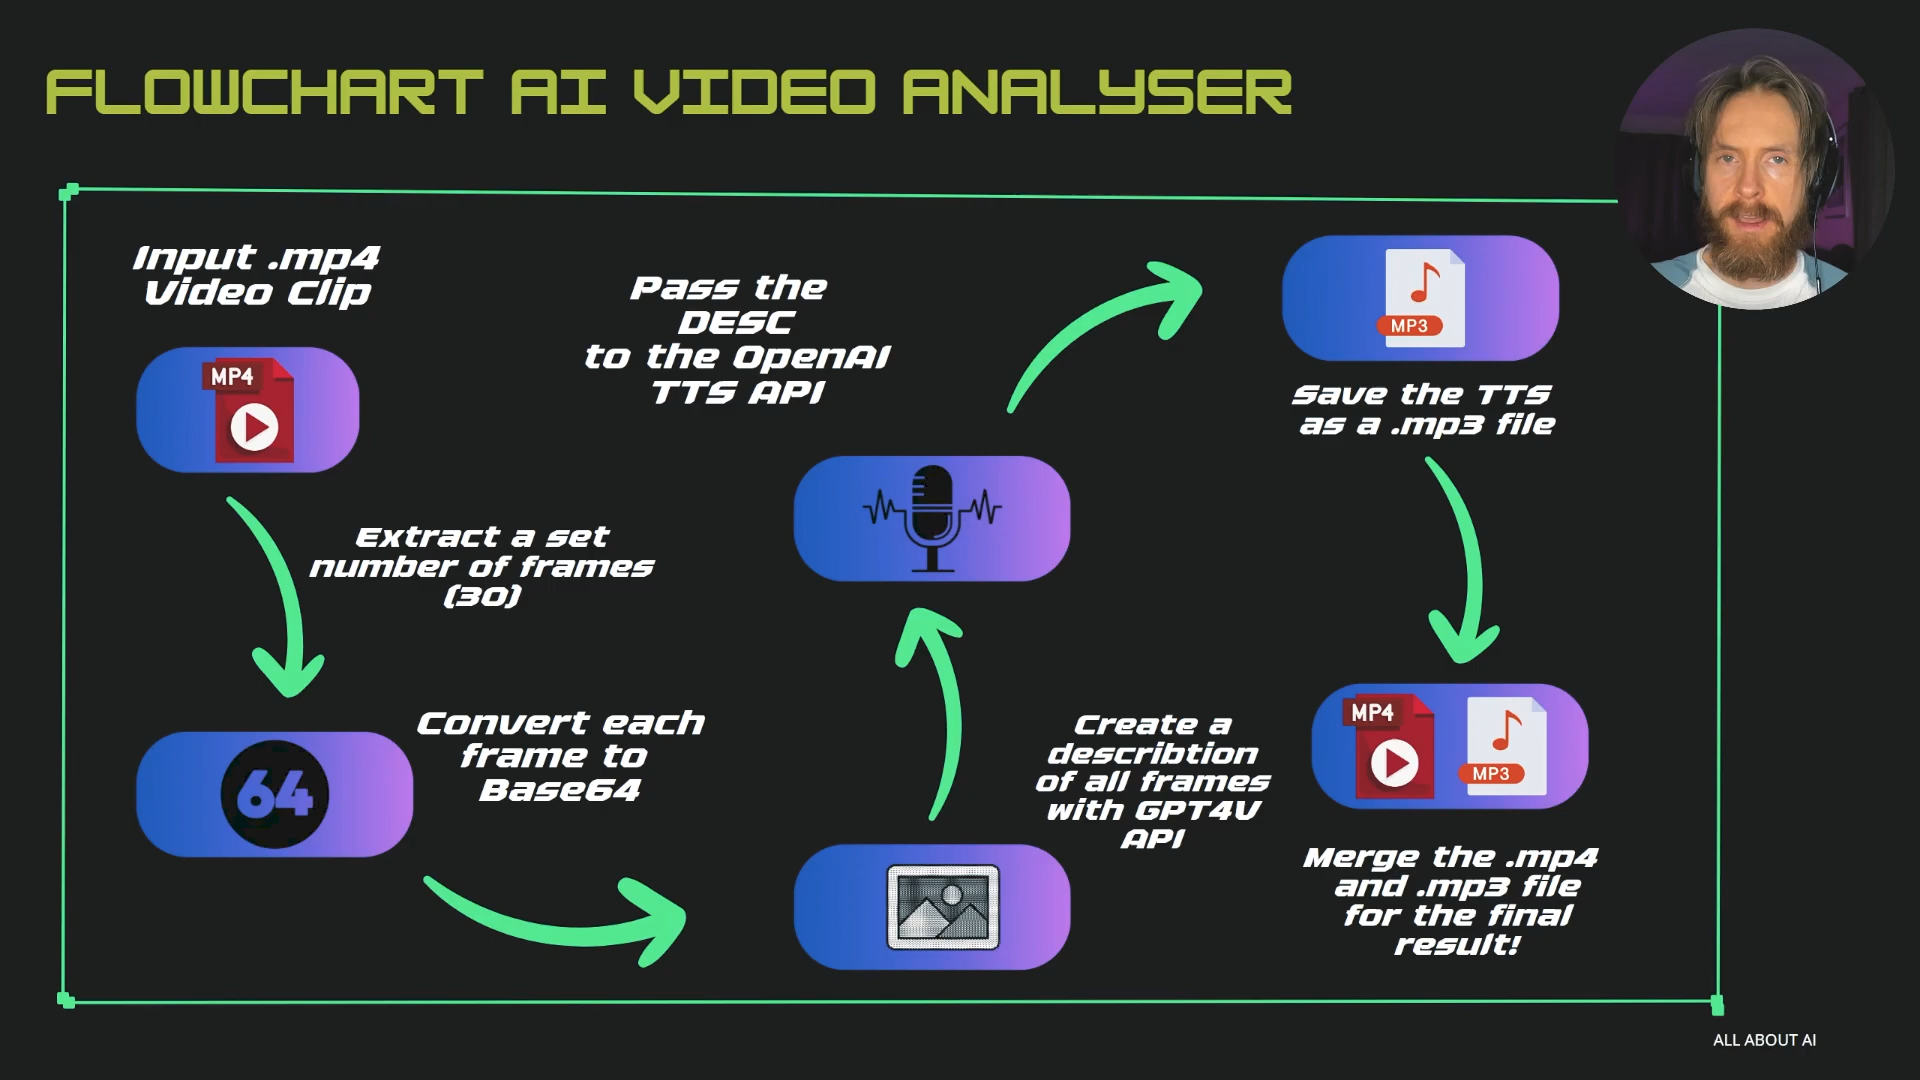 FLOWCHART AI VIDEO ANALYSER
Input .mp4
Video Clip
MP4
Extract a set
number of frames
(30)
64
Convert each
frame to
Base64
Create a
describtion
of all frames
with GPT4V
API
Pass the
DESC
to the OpenAI
TTS API
MP3
Save the TTS
as a .mp3 file
MP4
MP3
Merge the .mp4
and .mp3 file
for the final
result!
ALL ABOUT AI